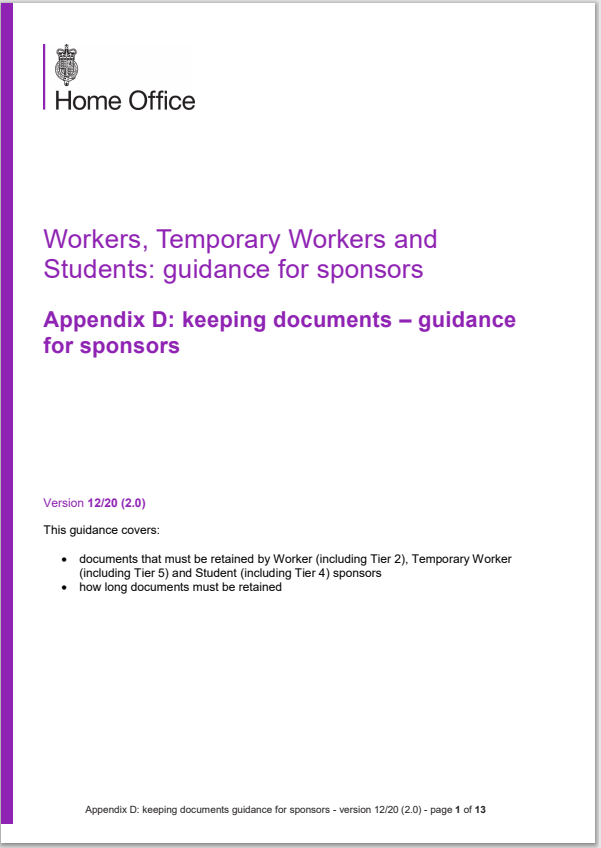 Home Office
Workers, Temporary Workers and
Students: guidance for sponsors
Appendix D: keeping documents – guidance
for sponsors
Version 12/20 (2.0)
This guidance covers:
• documents that must be retained by Worker (including Tier 2), Temporary Worker
(including Tier 5) and Student (including Tier 4) sponsors
• how long documents must be retained
Appendix D: keeping documents guidance for sponsors - version 12/20 (2.0) - page 1 of 13